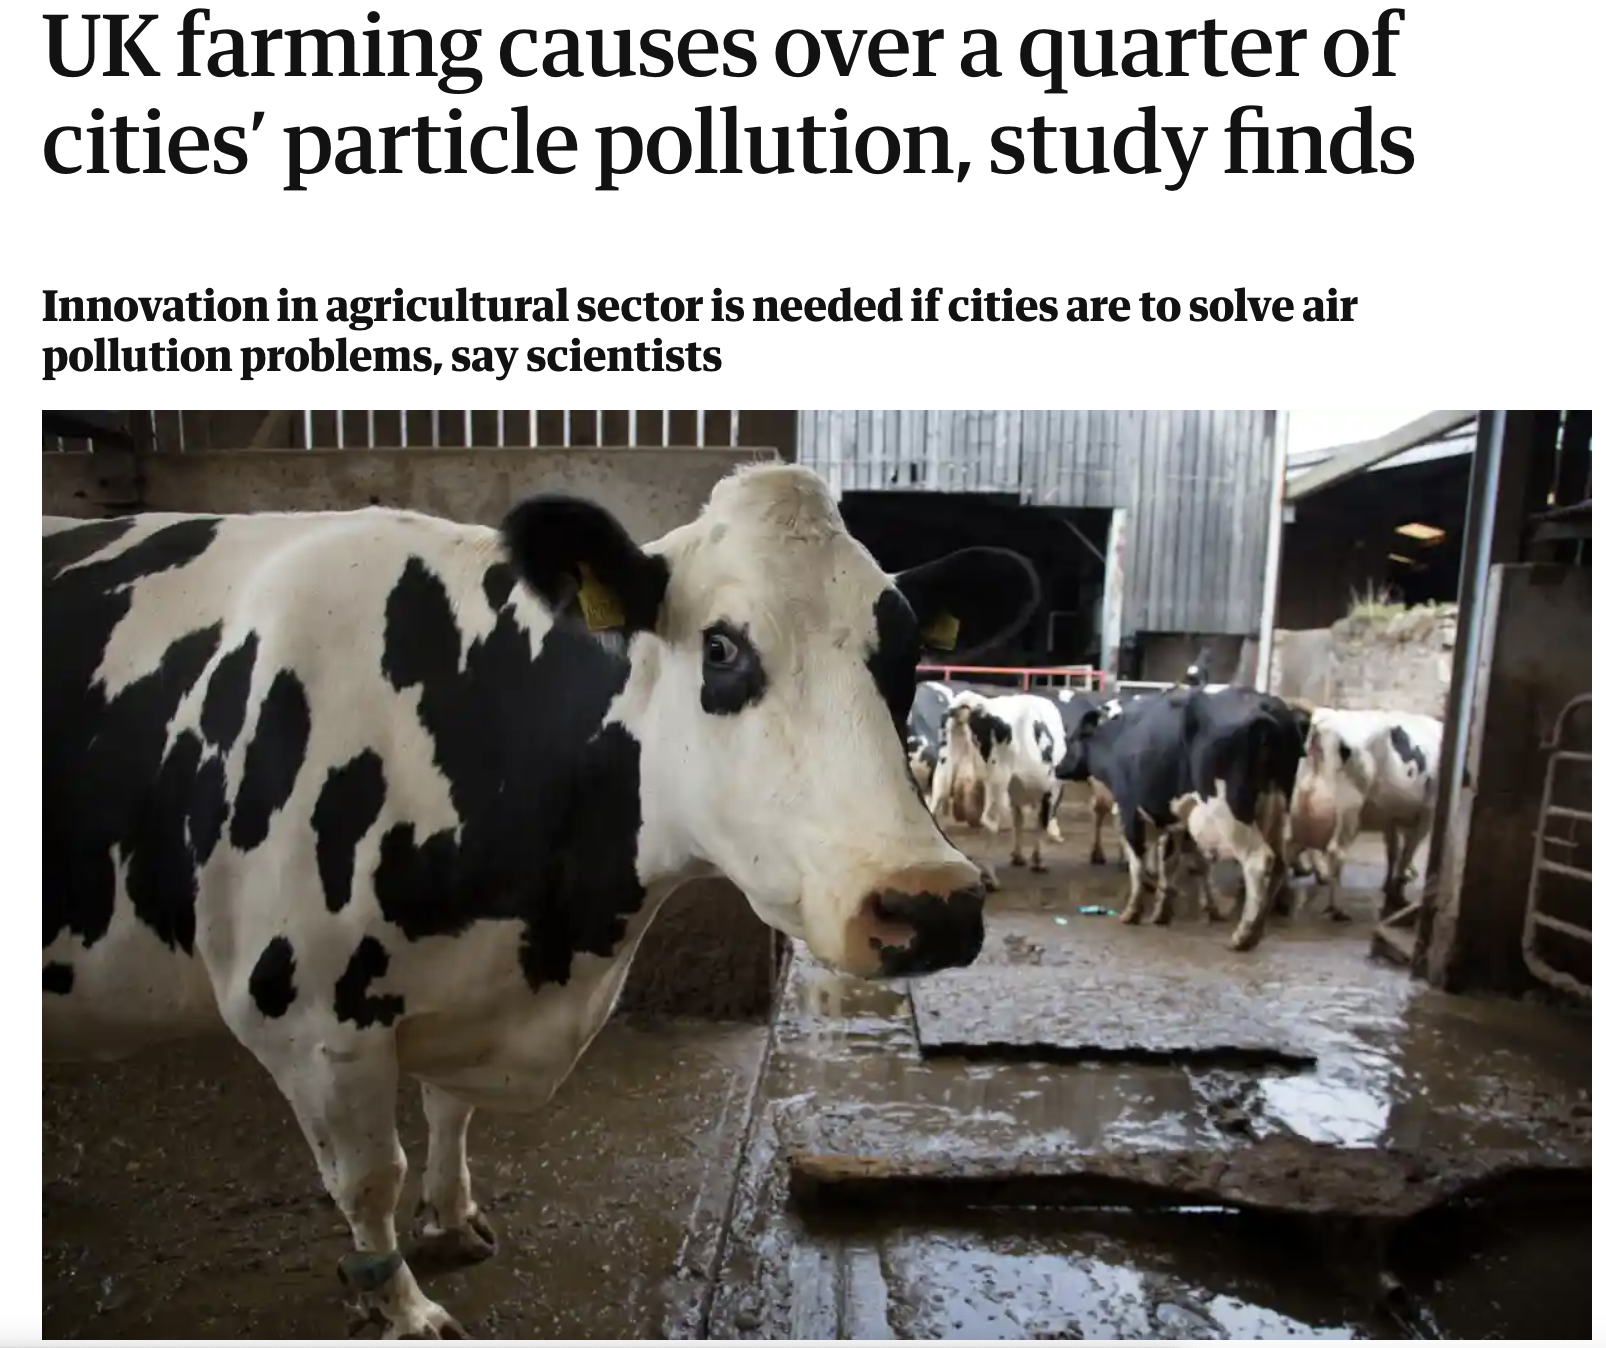 UK farming causes over a quarter of
cities’ particle pollution, study finds
Innovation in agricultural sector is needed if cities are to solve air
pollution problems, say scientists